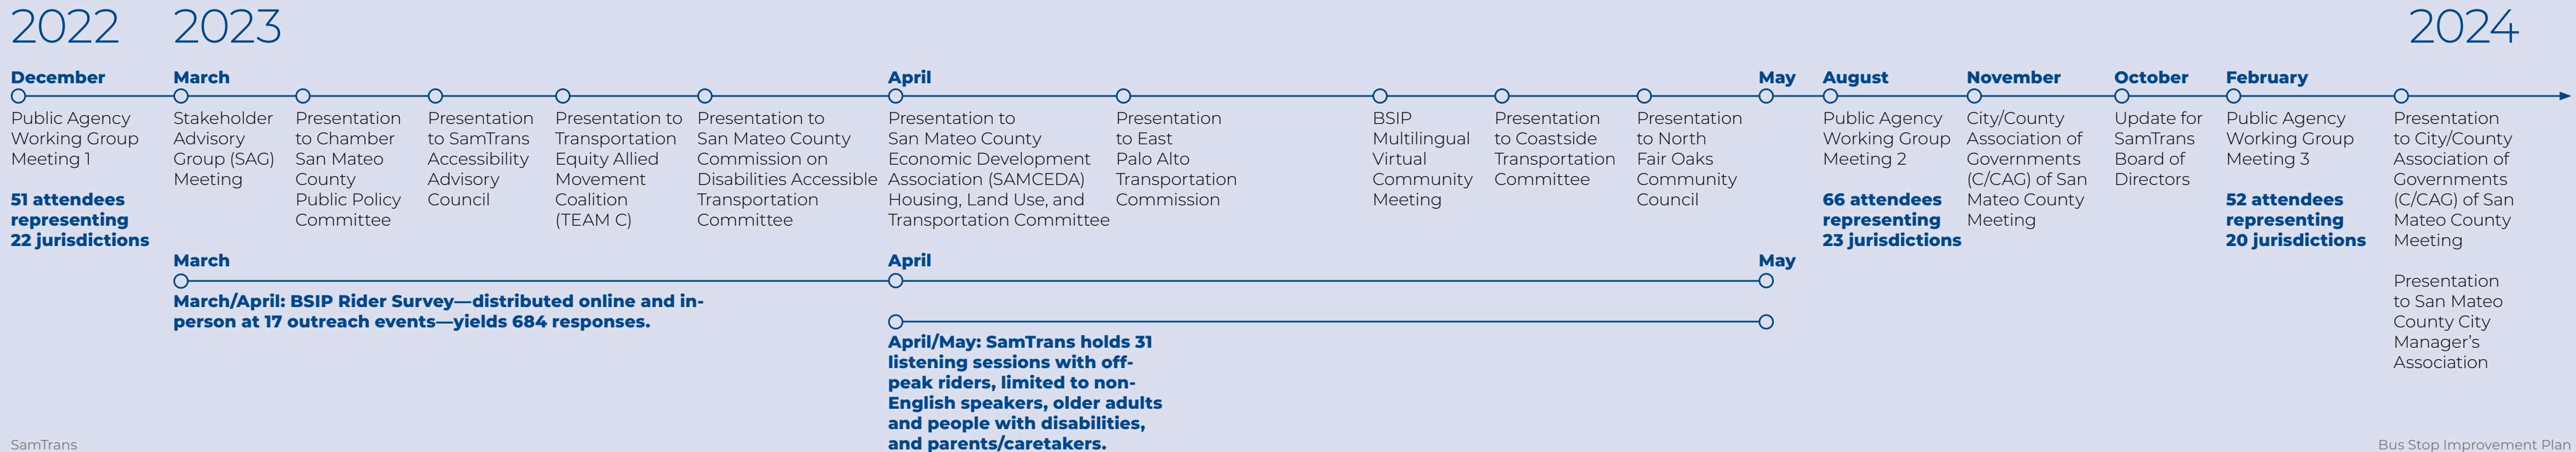 2022
2023
2024
December
Public Agency
Working Group
Meeting 1
51 attendees
representing
22 jurisdictions
March
Stakeholder
Advisory
Group (SAG)
Meeting
Presentation
to Chamber
San Mateo
County
Public Policy
Committee
Presentation
to SamTrans
Accessibility
Advisory
Council
Presentation to
Transportation
Equity Allied
Movement
Coalition
(TEAM C)
Presentation to
San Mateo County
Commission on
Disabilities Accessible
Transportation
Committee
April
Presentation to
San Mateo County
Economic Development
Association (SAMCEDA)
Housing, Land Use, and
Transportation Committee
Presentation
to East
Palo Alto
Transportation
Commission
BSIP
Multilingual
Virtual
Community
Meeting
Presentation
to Coastside
Transportation
Committee
Presentation
to North
Fair Oaks
Community
Council
May
August
Public Agency
Working Group
Meeting 2
66 attendees
representing
23 jurisdictions
November
City/County
Association of
Governments
(C/CAG) of San
Mateo County
Meeting
October
Update for
SamTrans
Board of
Directors
February
Public Agency
Working Group
Meeting 3
52 attendees
representing
20 jurisdictions
Presentation
to City/County
Association of
Governments
(C/CAG) of San
Mateo County
Meeting
Presentation
to San Mateo
County City
Manager's
Association
March
April
May
March/April: BSIP Rider Survey—distributed online and in-
person at 17 outreach events—yields 684 responses.
April/May: SamTrans holds 31
listening sessions with off-
peak riders, limited to non-
English speakers, older adults
and people with disabilities,
and parents/caretakers.
SamTrans
Bus Stop Improvement Plan